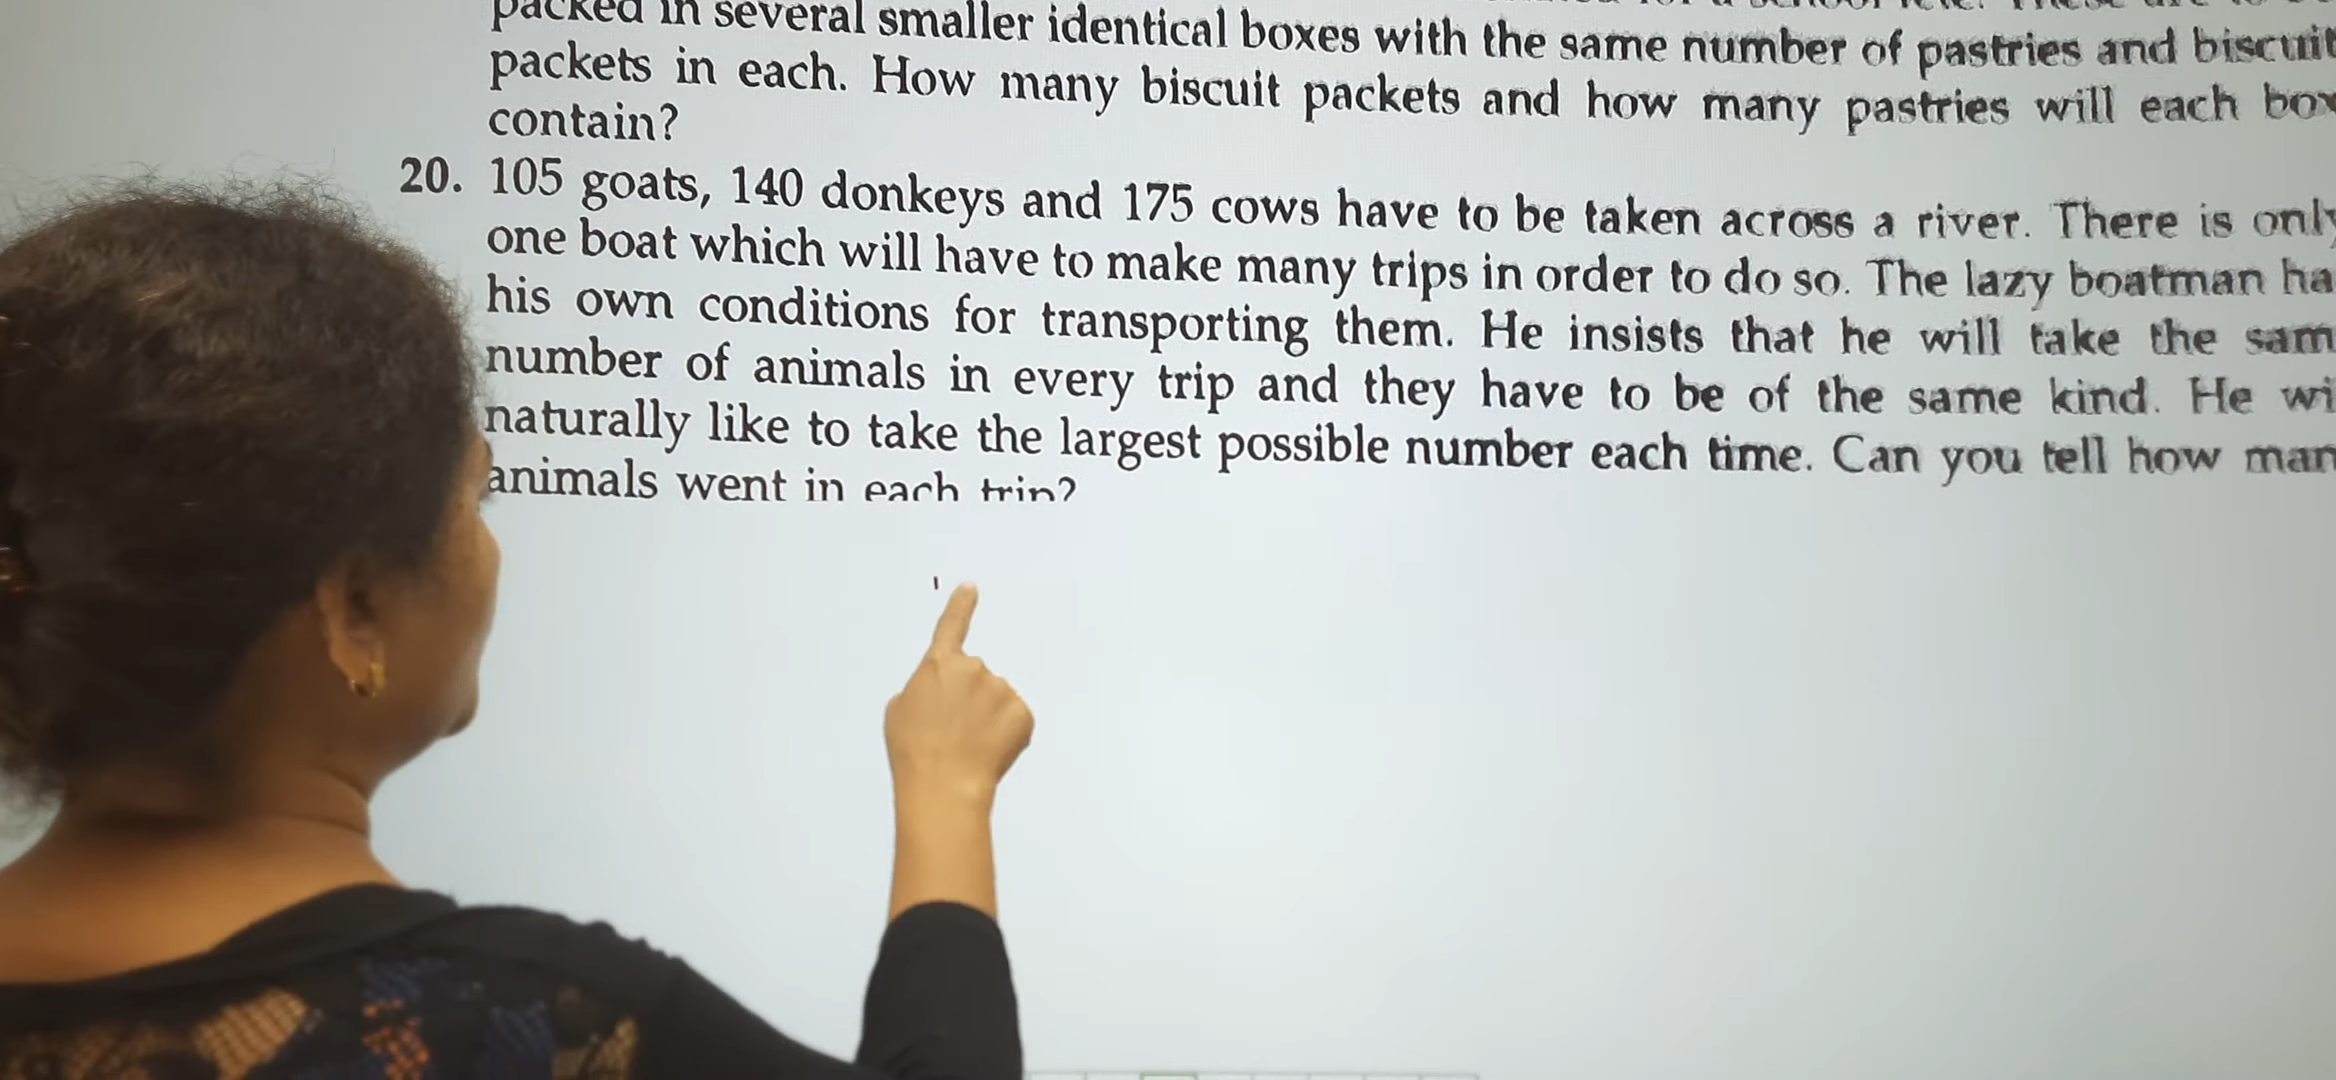 packed in several smaller identical boxes with the same number of pastries and biscuit
packets in each. How many biscuit packets and how many pastries will each box
contain?
20. 105 goats, 140 donkeys and 175 cows have to be taken across a river. There is only
one boat which will have to make many trips in order to do so. The lazy boatman ha
his own conditions for transporting them. He insists that he will take the sam
number of animals in every trip and they have to be of the same kind. He wi
naturally like to take the largest possible number each time. Can you tell how man
animals went in each trip?